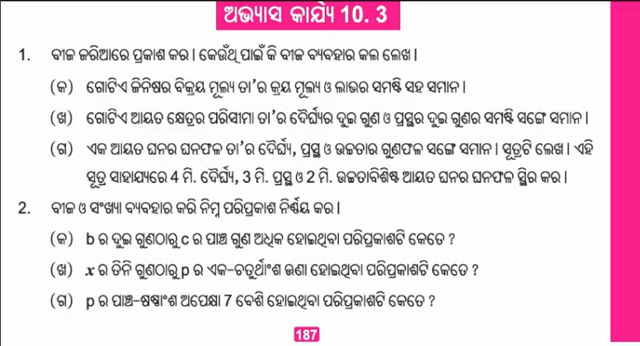 ଅଭ୍ୟାସ କାର୍ଯ୍ୟ 10. 3
1. ବୀଜ ଜରିଆରେ ପ୍ରକାଶ କର । କେଉଁଥି ପାଇଁ କି ବୀଜ ବ୍ୟବହାର କଲ ଲେଖ ।
(କ) ଗୋଟିଏ ଜିନିଷର ବିକ୍ରୟ ମୂଲ୍ୟ ତା’ର କ୍ରୟ ମୂଲ୍ୟ ଓ ଲାଭର ସମଷ୍ଟି ସହ ସମାନ ।
(ଖ) ଗୋଟିଏ ଆୟତ କ୍ଷେତ୍ରର ପରିସୀମା ତା’ର ଦୈର୍ଘ୍ୟର ଦୁଇ ଗୁଣ ଓ ପ୍ରସ୍ଥର ଦୁଇ ଗୁଣର ସମଷ୍ଟି ସଙ୍ଗେ ସମାନ ।
(ଗ) ଏକ ଆୟତ ଘନର ଘନଫଳ ତା’ର ଦୈର୍ଘ୍ୟ, ପ୍ରସ୍ଥ ଓ ଉଚ୍ଚତାର ଗୁଣଫଳ ସଙ୍ଗେ ସମାନ । ସୂତ୍ରଟି ଲେଖ । ଏହି
ସୂତ୍ର ସାହାଯ୍ୟରେ 4 ମି. ଦୈର୍ଘ୍ୟ, 3 ମି. ପ୍ରସ୍ଥ ଓ 2 ମି. ଉଚ୍ଚତାବିଶିଷ୍ଟ ଆୟତ ଘନର ଘନଫଳ ସ୍ଥିର କର ।
2. ବୀଜ ଓ ସଂଖ୍ୟା ବ୍ୟବହାର କରି ନିମ୍ନ ପରିପ୍ରକାଶ ନିର୍ଣ୍ଣୟ କର ।
(କ) b ର ଦୁଇ ଗୁଣଠାରୁ c ର ପାଞ୍ଚ ଗୁଣ ଅଧିକ ହୋଇଥିବା ପରିପ୍ରକାଶଟି କେତେ ?
(ଖ) x ର ତିନି ଗୁଣଠାରୁ p ର ଏକ-ଚତୁର୍ଥାଂଶ ଊଣା ହୋଇଥିବା ପରିପ୍ରକାଶଟି କେତେ ?
(ଗ) p ର ପାଞ୍ଚ-ଷଷ୍ଠାଂଶ ଅପେକ୍ଷା 7 ବେଶି ହୋଇଥିବା ପରିପ୍ରକାଶଟି କେତେ ?
187